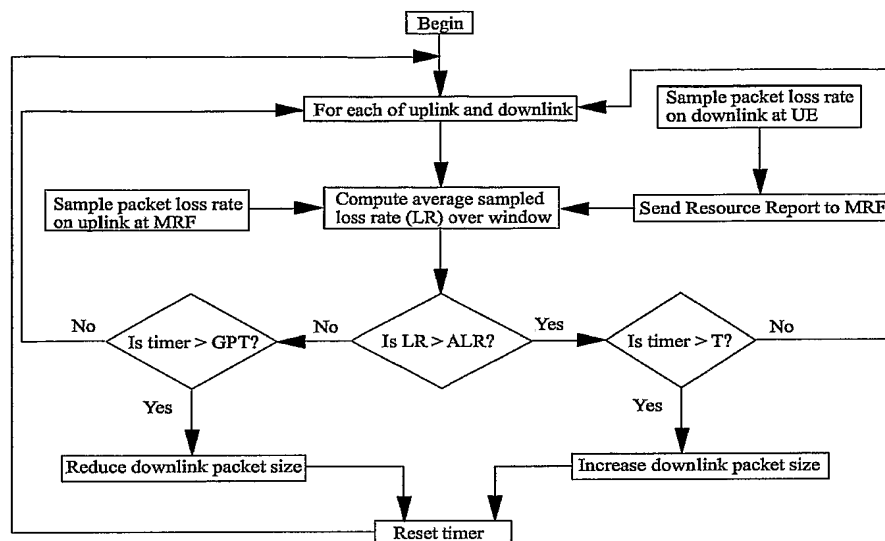 Begin
For each of uplink and downlink
Sample packet loss rate
on downlink at UE
Sample packet loss rate
on uplink at MRF
Compute average sampled
loss rate (LR) over window
Send Resource Report to MRF
No
Is timer > GPT?
No
Is LR > ALR?
Yes
Is timer > T?
No
Yes
Yes
Reduce downlink packet size
Increase downlink packet size
Reset timer